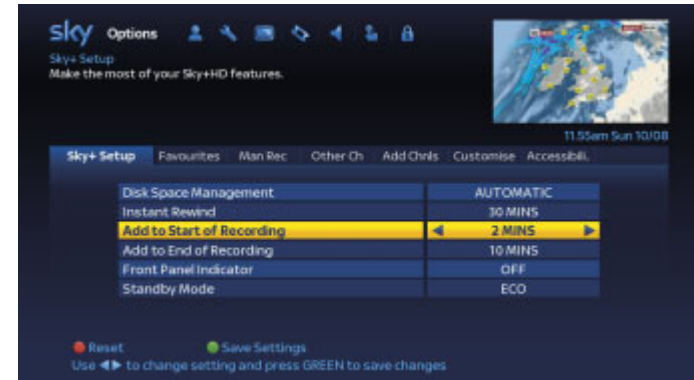 sky Options
Sky+ Setup
Make the most of your Sky+HD features.
11.55am Sun 10/08
Sky+ Setup Favourites Man Rec Other Ch Add Chnls Customise Accessibili.
Disk Space Management AUTOMATIC
Instant Rewind 30 MINS
Add to Start of Recording 2 MINS
Add to End of Recording 10 MINS
Front Panel Indicator OFF
Standby Mode ECO
Reset Save Settings
Use ◀▶ to change setting and press GREEN to save changes